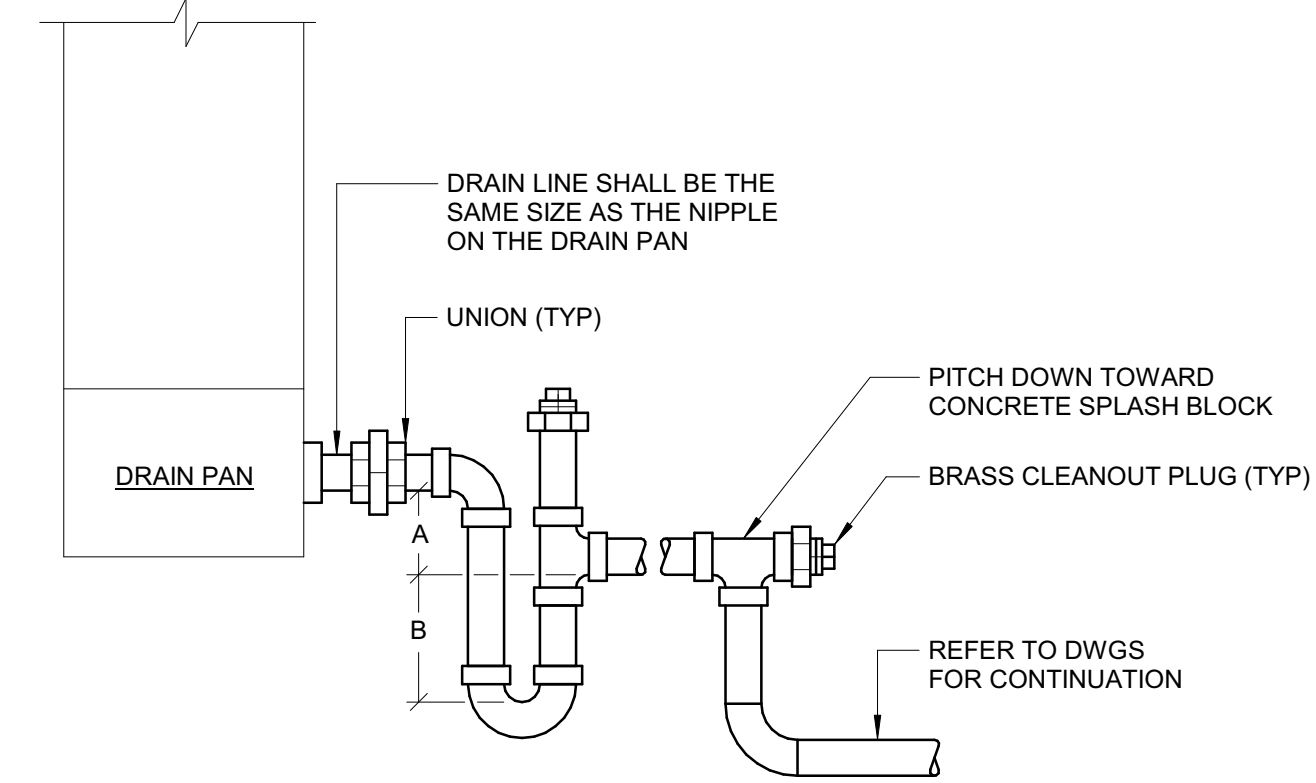 DRAIN LINE SHALL BE THE
SAME SIZE AS THE NIPPLE
ON THE DRAIN PAN
UNION (TYP)
PITCH DOWN TOWARD
CONCRETE SPLASH BLOCK
DRAIN PAN
BRASS CLEANOUT PLUG (TYP)
A
B
REFER TO DWGS
FOR CONTINUATION